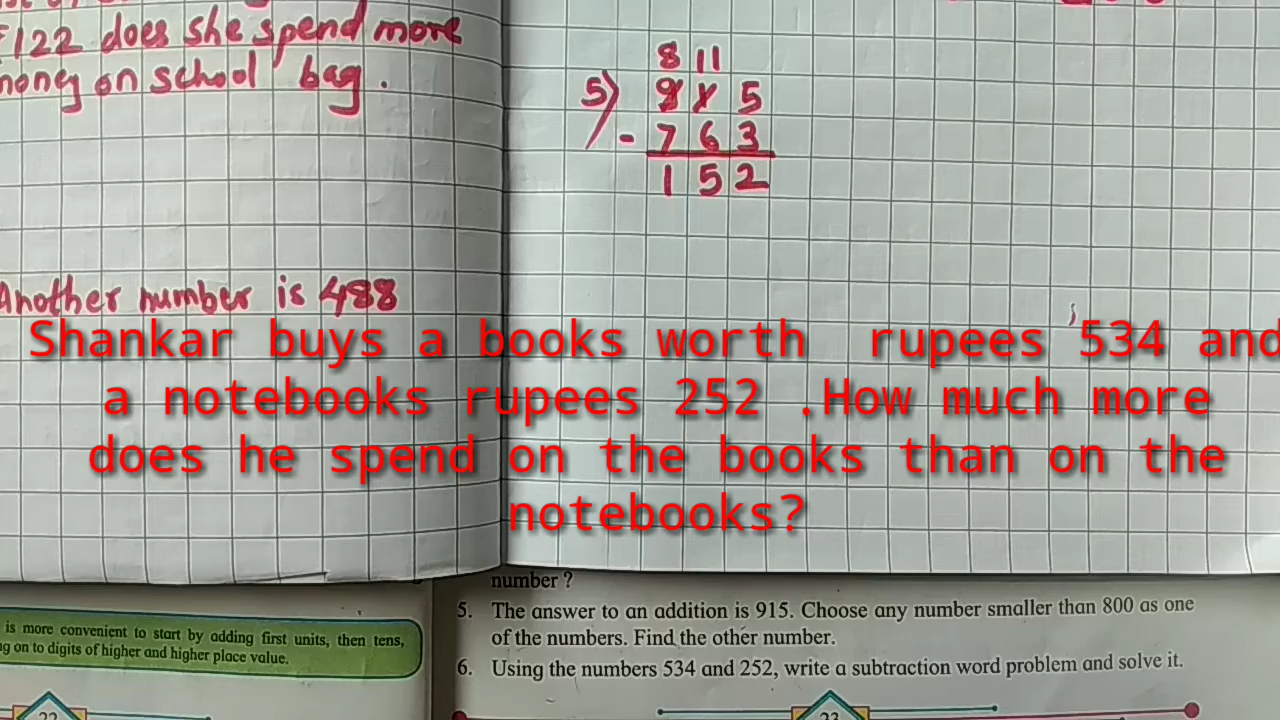 ₹122 does she spend more
money on school bag.
Another number is 488
8 11
5) 9 1 5
- 7 6 3
1 5 2
Shankar buys a books worth rupees 534 and
a notebooks rupees 252 .How much more
does he spend on the books than on the
notebooks?
is more convenient to start by adding first units, then tens,
on to digits of higher and higher place value.
number ?
5. The answer to an addition is 915. Choose any number smaller than 800 as one
of the numbers. Find the other number.
6. Using the numbers 534 and 252, write a subtraction word problem and solve it.
22
23